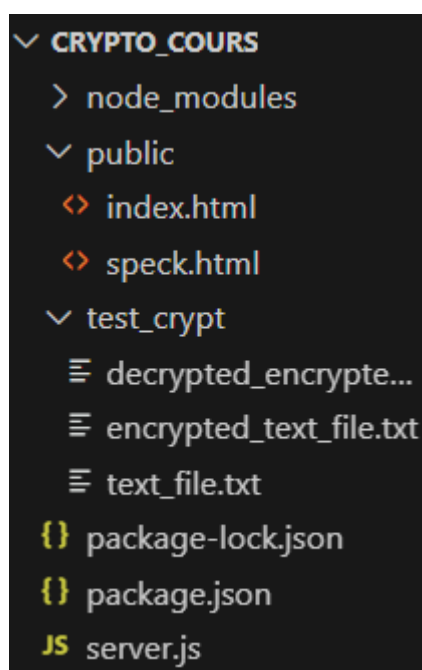 CRYPTO_COURS
node_modules
public
<> index.html
<> speck.html
test_crypt
decrypted_encrypte...
encrypted_text_file.txt
text_file.txt
{} package-lock.json
{} package.json
JS server.js